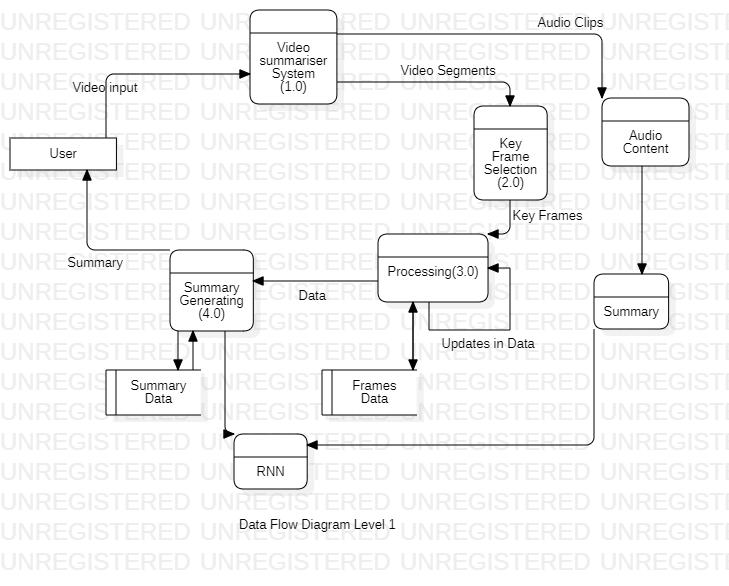 Audio Clips
Video
summariser
System
(1.0)
Video Segments
Video input
Key
Frame
Selection
(2.0)
Audio
Content
User
Key Frames
Summary
Processing(3.0)
Summary
Generating
(4.0)
Data
Summary
Updates in Data
Summary
Data
Frames
Data
RNN
Data Flow Diagram Level 1
UNREGISTERED UNREGISTERED UNREGISTERED UNREGISTI